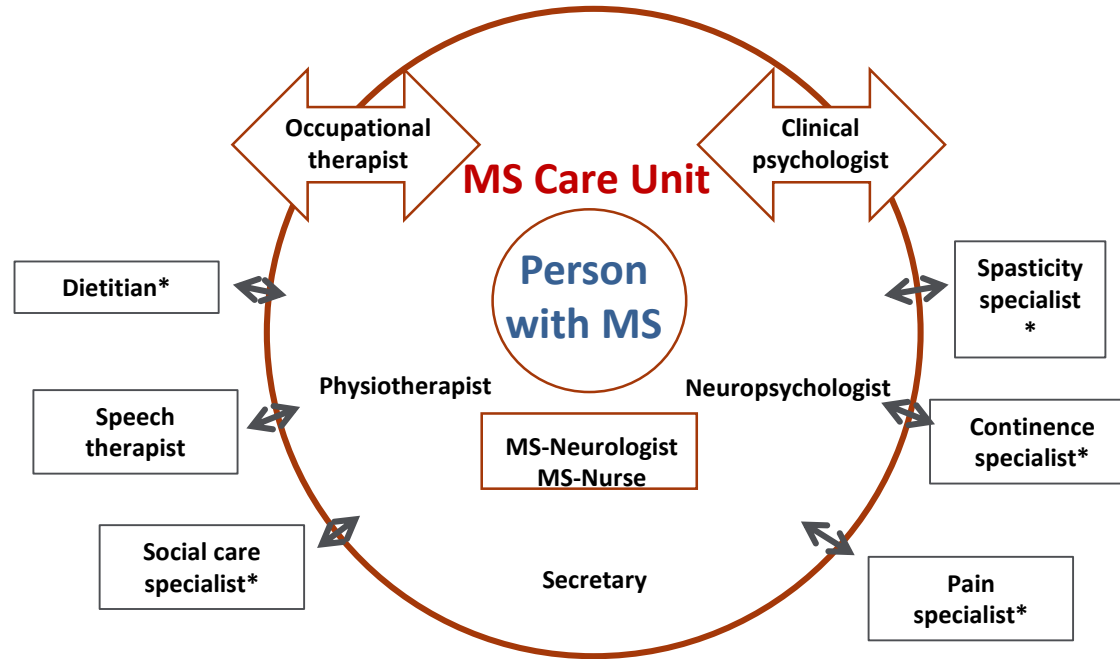 Occupational
therapist
Clinical
psychologist
MS Care Unit
Person
with MS
Dietitian*
Spasticity
specialist
*
Physiotherapist
Neuropsychologist
Speech
therapist
MS-Neurologist
MS-Nurse
Continence
specialist*
Social care
specialist*
Secretary
Pain
specialist*